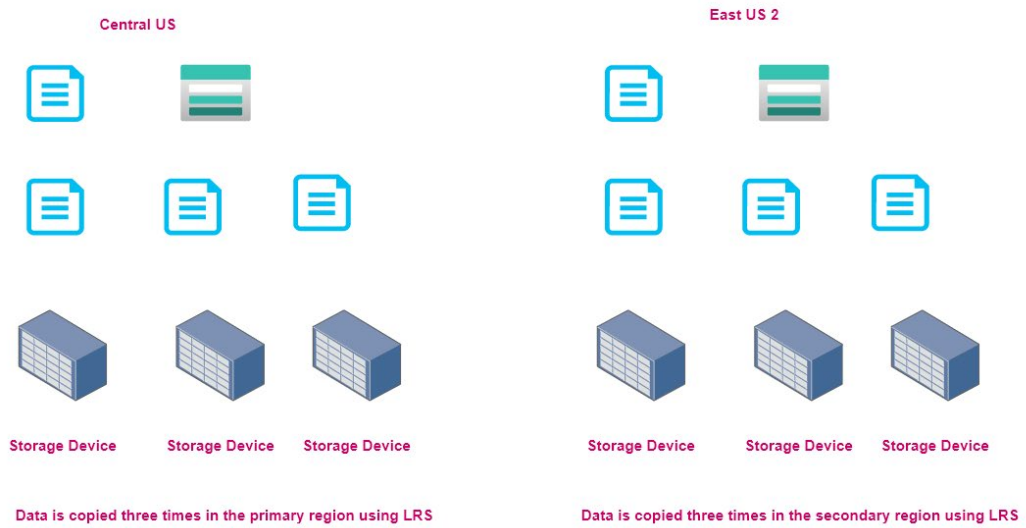 Central US
East US 2
Storage Device
Storage Device
Storage Device
Storage Device
Storage Device
Storage Device
Data is copied three times in the primary region using LRS
Data is copied three times in the secondary region using LRS